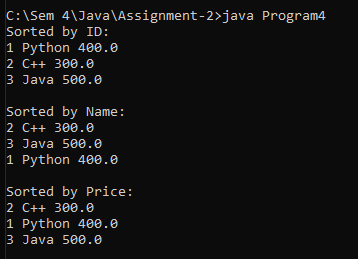 C:\Sem 4\Java\Assignment-2>java Program4
Sorted by ID:
1 Python 400.0
2 C++ 300.0
3 Java 500.0

Sorted by Name:
2 C++ 300.0
3 Java 500.0
1 Python 400.0

Sorted by Price:
2 C++ 300.0
1 Python 400.0
3 Java 500.0